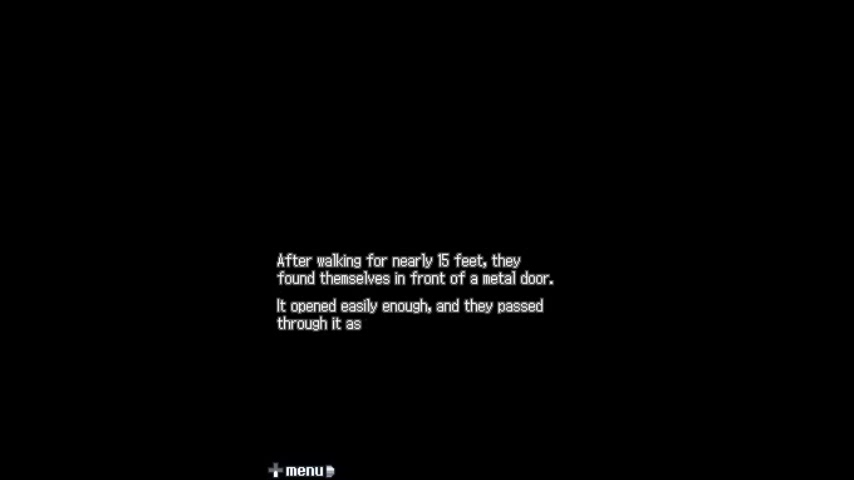 After walking for nearly 15 feet, they
found themselves in front of a metal door.
It opened easily enough, and they passed
through it as
menu